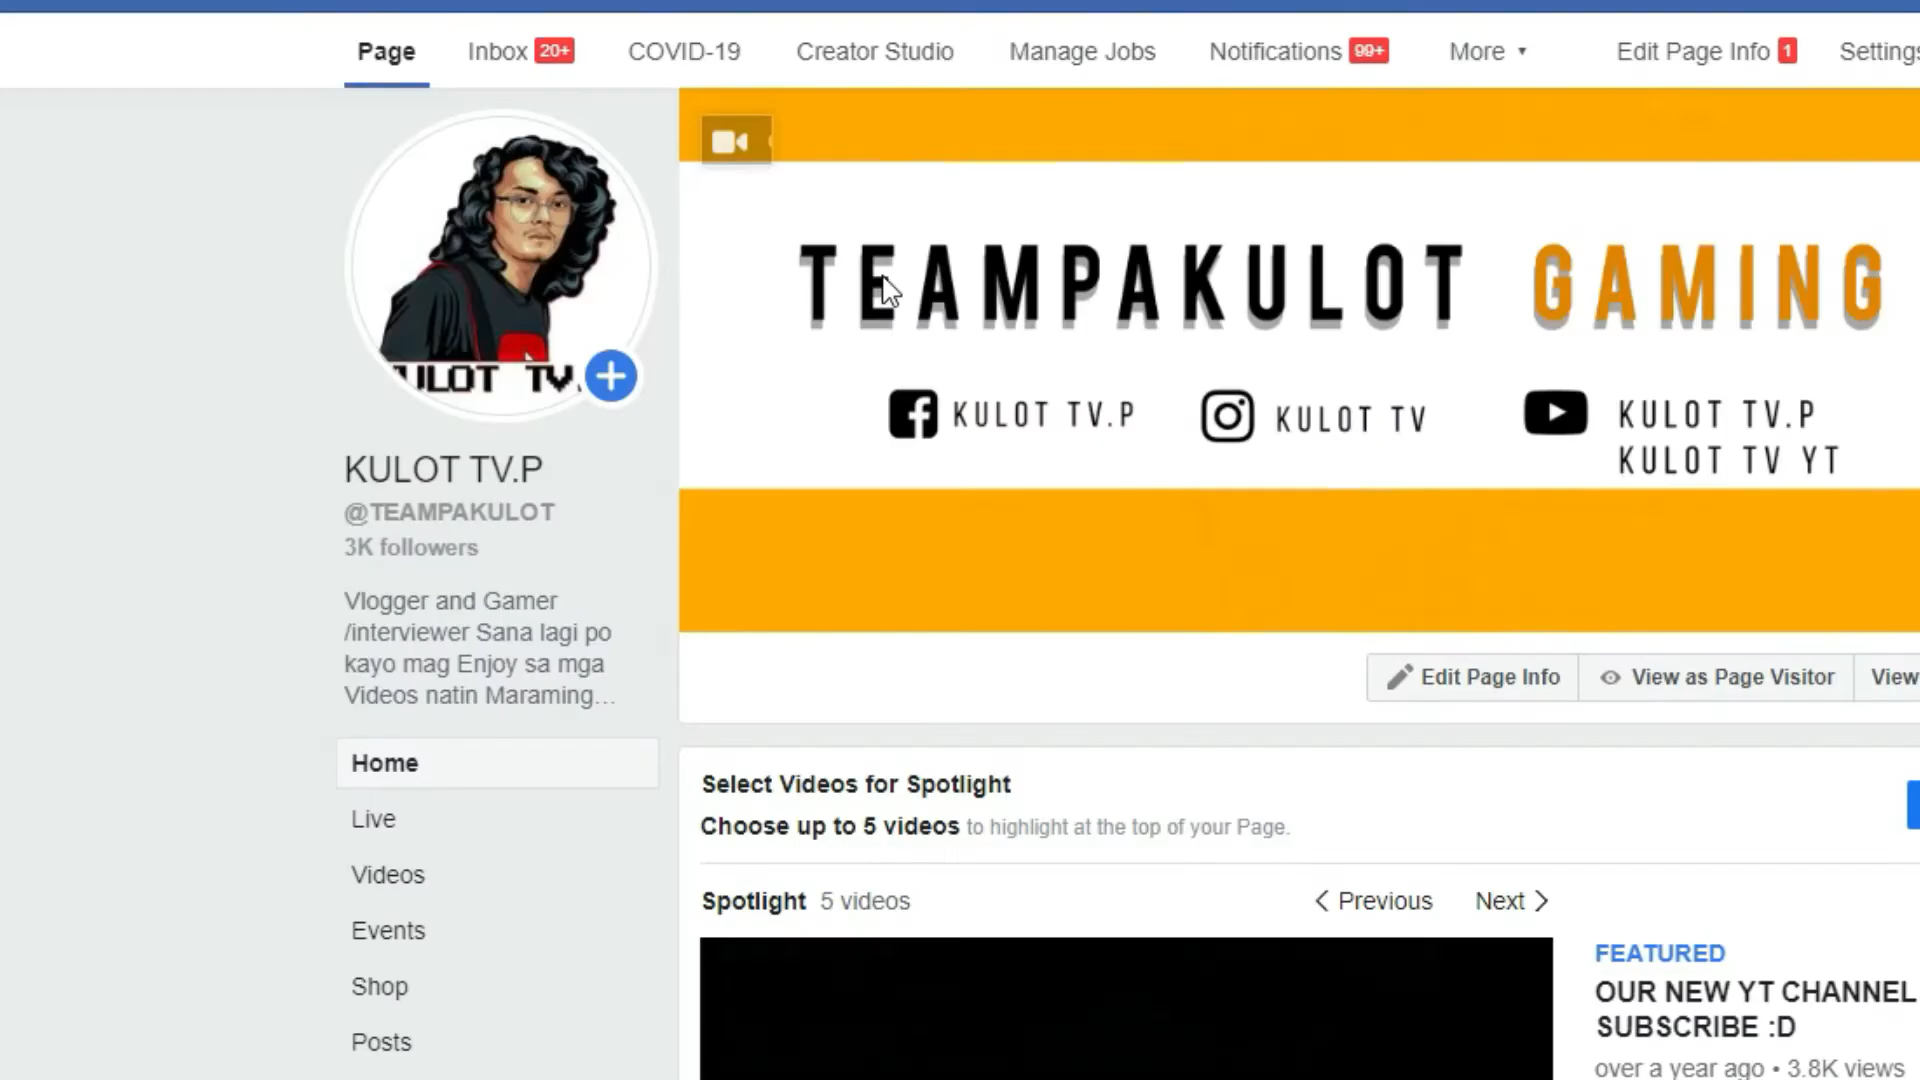 Page Inbox 20+ COVID-19 Creator Studio Manage Jobs Notifications 99+ More Edit Page Info 1 Settings
TEAMPAKULOT GAMING
KULOT TV.P KULOT TV KULOT TV.P
KULOT TV YT
ULOT TV.
KULOT TV.P
@TEAMPAKULOT
3K followers
Vlogger and Gamer
/interviewer Sana lagi po
kayo mag Enjoy sa mga
Videos natin Maraming...
Home
Live
Videos
Events
Shop
Posts
Edit Page Info View as Page Visitor View
Select Videos for Spotlight
Choose up to 5 videos to highlight at the top of your Page.
Spotlight 5 videos Previous Next
FEATURED
OUR NEW YT CHANNEL
SUBSCRIBE :D
over a year ago • 3.8K views